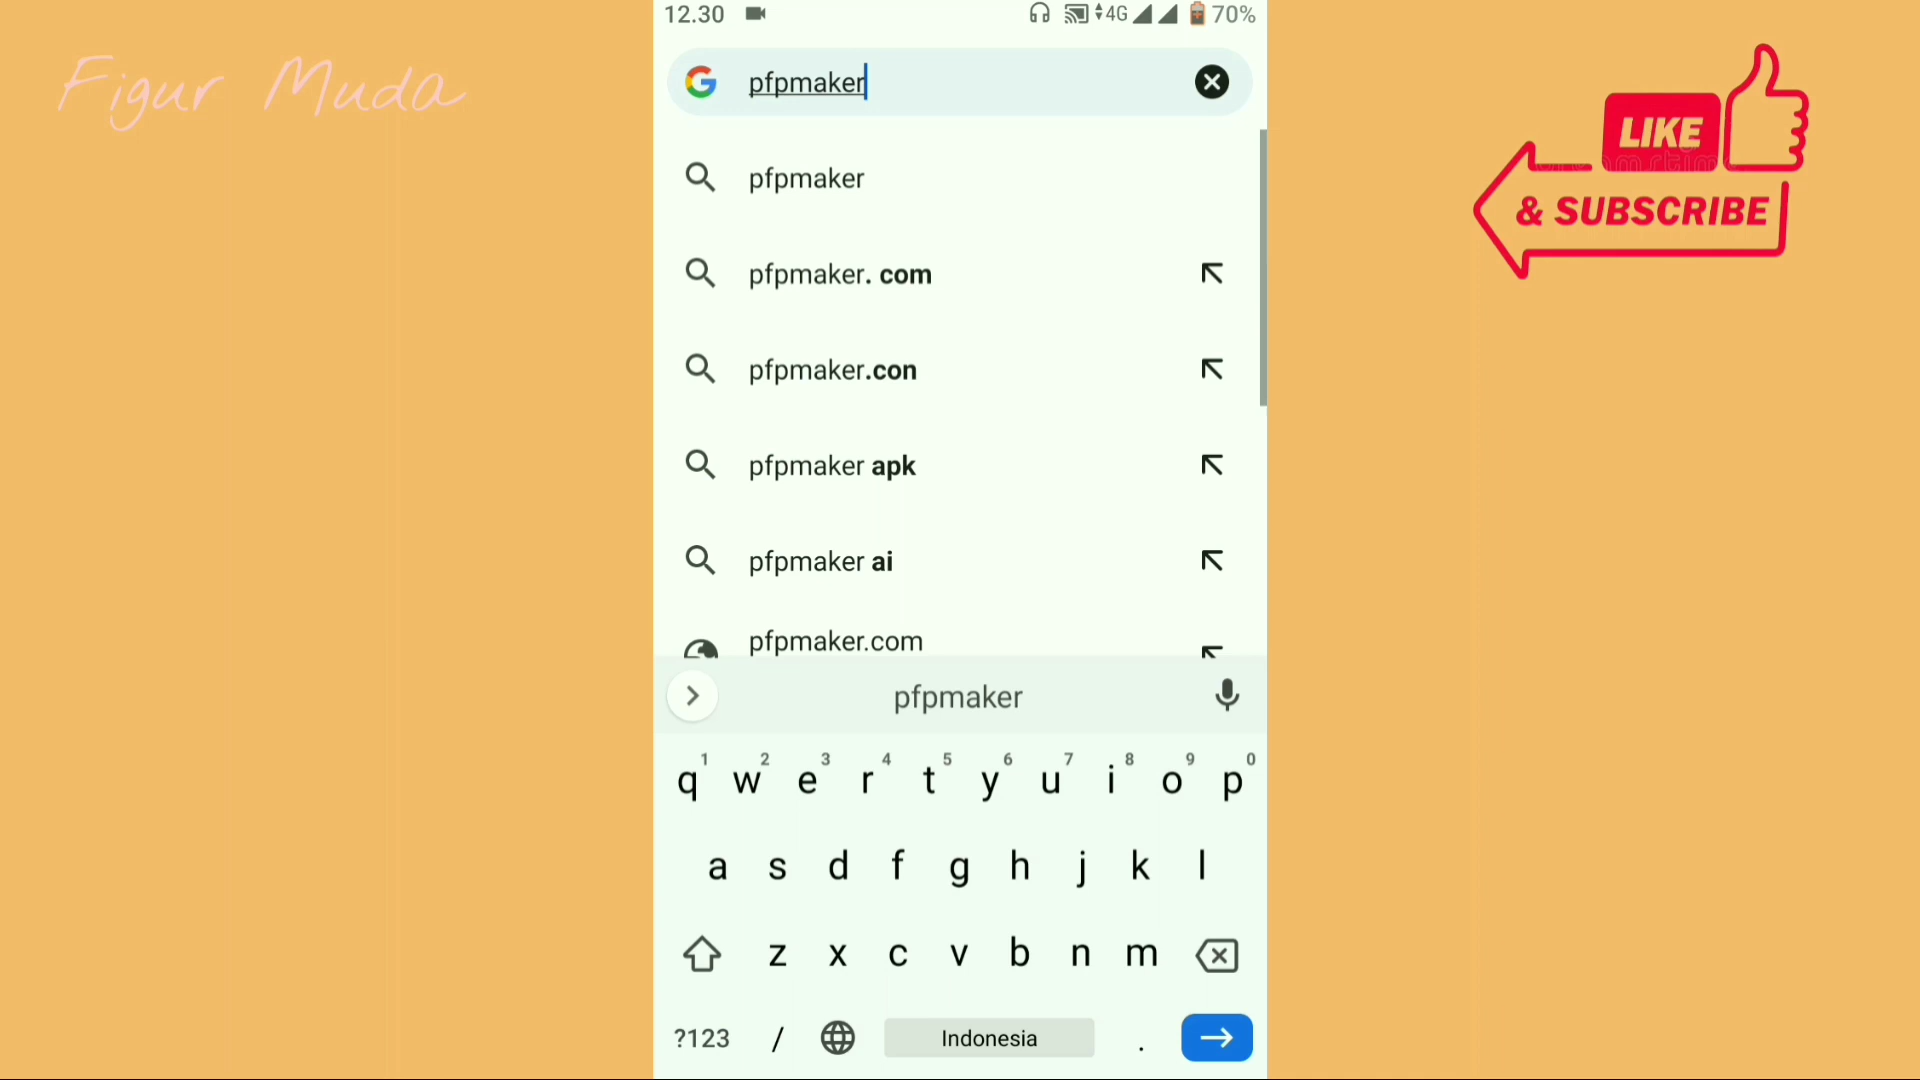 12.30 4G 70%
Figur Muda
pfpmaker
LIKE
& SUBSCRIBE
pfpmaker
pfpmaker. com
pfpmaker.con
pfpmaker apk
pfpmaker ai
pfpmaker.com
pfpmaker
1 2 3 4 5 6 7 8 9 0
q w e r t y u i o p
a s d f g h j k l
z x c v b n m
?123 / Indonesia .